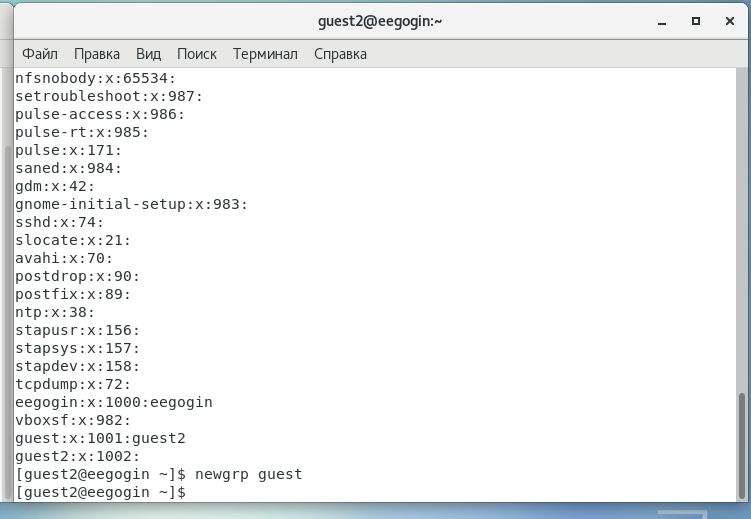 guest2@eegogin:~
Файл Правка Вид Поиск Терминал Справка
nfsnobody:x:65534:
setroubleshoot:x:987:
pulse-access:x:986:
pulse-rt:x:985:
pulse:x:171:
saned:x:984:
gdm:x:42:
gnome-initial-setup:x:983:
sshd:x:74:
slocate:x:21:
avahi:x:70:
postdrop:x:90:
postfix:x:89:
ntp:x:38:
stapusr:x:156:
stapsys:x:157:
stapdev:x:158:
tcpdump:x:72:
eegogin:x:1000:eegogin
vboxsf:x:982:
guest:x:1001:guest2
guest2:x:1002:
[guest2@eegogin ~]$ newgrp guest
[guest2@eegogin ~]$